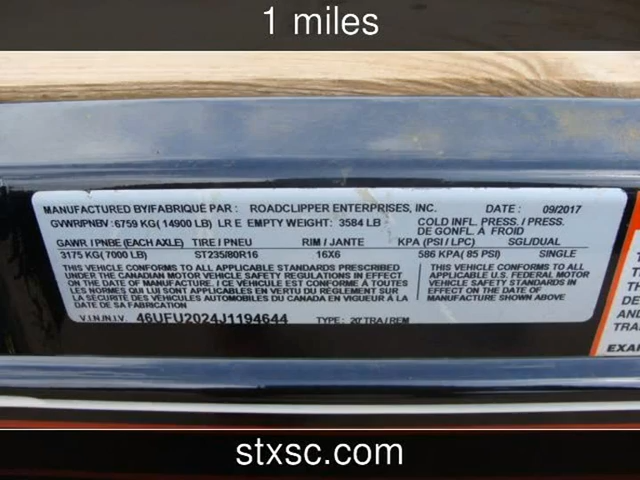 1 miles
MANUFACTURED BY/FABRIQUÉ PAR : ROADCLIPPER ENTERPRISES, INC. DATE : 09/2017
GVWR/PNBV : 6759 KG( 14900 LB) LR.E EMPTY WEIGHT: 3584 LB COLD INFL. PRESS. / PRESS.
DE GONFL. À FROID
GAWR / PNBE (EACH AXLE) TIRE / PNEU RIM / JANTE KPA (PSI / LPC) SGL/DUAL
3175 KG( 7000 LB) ST235/80R16 16X6 586 KPA( 85 PSI) SINGLE
THIS VEHICLE CONFORMS TO ALL STANDARDS PRESCRIBED THIS VEHICLE CONFORMS TO ALL
UNDER THE CANADIAN MOTOR VEHICLE SAFETY REGULATIONS APPLICABLE U.S. FEDERAL MOTOR
IN EFFECT ON THE DATE OF MANUFACTURE. / CE VEHICULE EST CONFORME A TOUTES VEHICLE SAFETY STANDARDS IN
LES NORMES QUI LUI SONT APPLICABLES EN VERTU DU REGLEMENT SUR EFFECT ON THE DATE OF
LA SÉCURITÉ DES VÉHICULES AUTOMOBILES DU CANADA EN VIGUEUR À LA MANUFACTURE SHOWN ABOVE
DATE DE SA FABRICATION
V.I.N./N.I.V. 46UFU2024J1194644 TYPE: 20' TRA / REM
EXA
stxsc.com